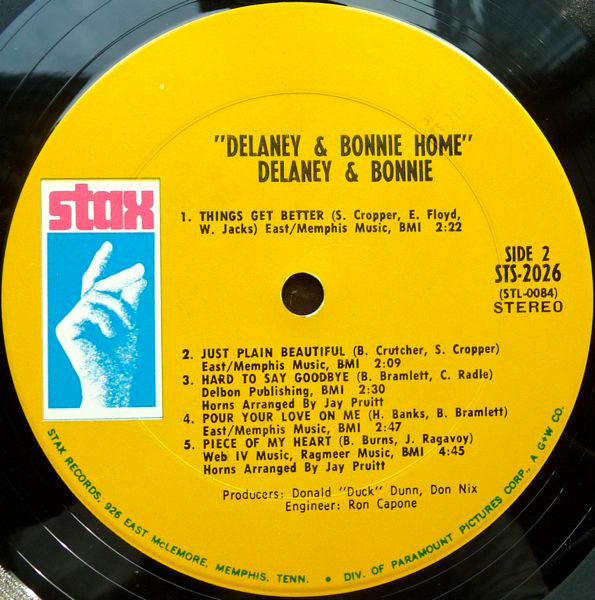 "DELANEY & BONNIE HOME"
DELANEY & BONNIE
stax
1. THINGS GET BETTER (S. Cropper, E. Floyd,
W. Jacks) East/Memphis Music, BMI 2:22
SIDE 2
STS-2026
(STL-0084)
STEREO
2. JUST PLAIN BEAUTIFUL (B. Crutcher, S. Cropper)
East/Memphis Music, BMI 2:09
3. HARD TO SAY GOODBYE (B. Bramlett, C. Radle)
Delbon Publishing, BMI 2:30
Horns Arranged By Jay Pruitt
4. POUR YOUR LOVE ON ME (H. Banks, B. Bramlett)
East/Memphis Music, BMI 2:47
5. PIECE OF MY HEART (B. Burns, J. Ragavoy)
Web IV Music, Ragmeer Music, BMI 4:45
Horns Arranged By Jay Pruitt
Producers: Donald "Duck" Dunn, Don Nix
Engineer: Ron Capone
STAX RECORDS, 926 EAST McLEMORE, MEMPHIS, TENN. • DIV. OF PARAMOUNT PICTURES CORP., A G+W CO.